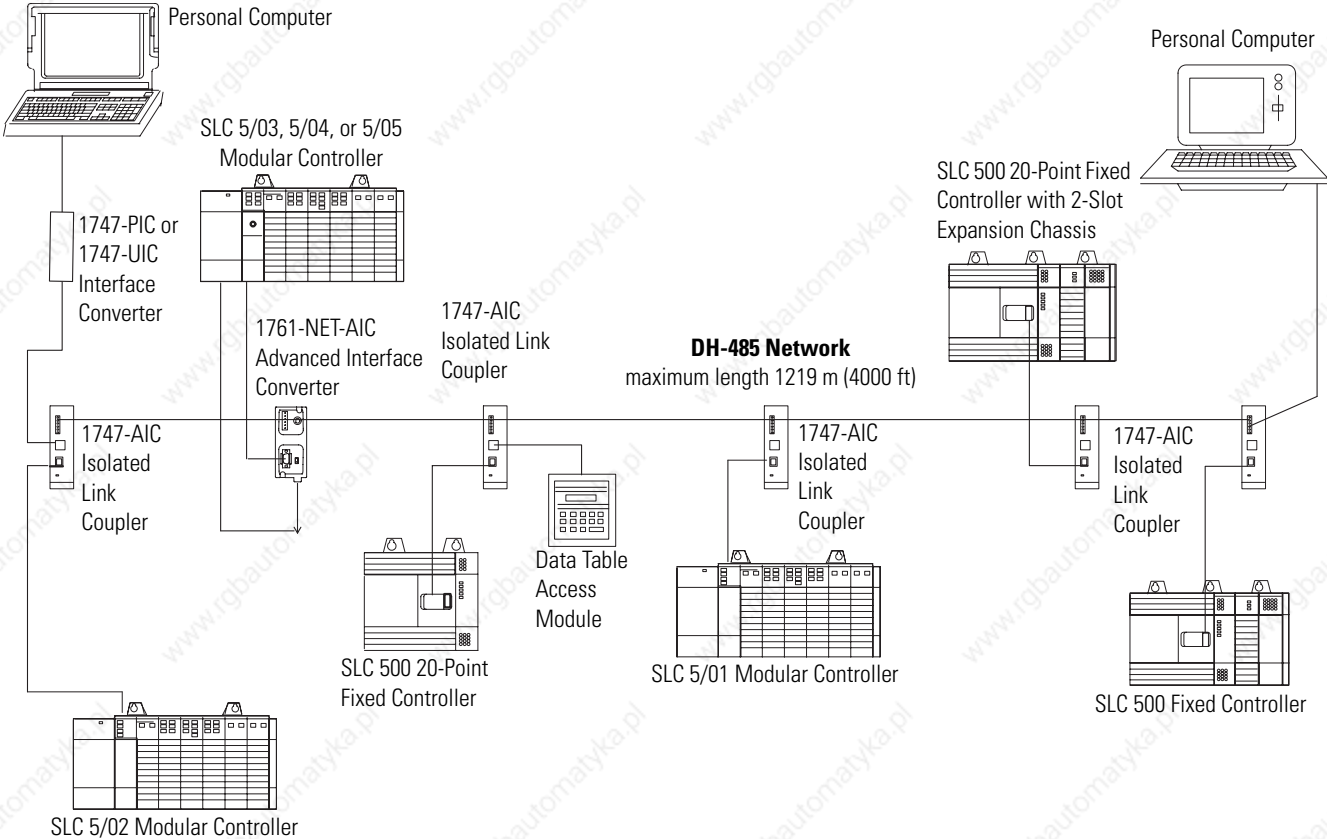 Personal Computer
Personal Computer
SLC 5/03, 5/04, or 5/05
Modular Controller
SLC 500 20-Point Fixed
Controller with 2-Slot
Expansion Chassis
1747-PIC or
1747-UIC
Interface
Converter
1761-NET-AIC
Advanced Interface
Converter
1747-AIC
Isolated Link
Coupler
DH-485 Network
maximum length 1219 m (4000 ft)
1747-AIC
Isolated
Link
Coupler
1747-AIC
Isolated
Link
Coupler
1747-AIC
Isolated
Link
Coupler
Data Table
Access
Module
SLC 500 20-Point
Fixed Controller
SLC 5/01 Modular Controller
SLC 500 Fixed Controller
SLC 5/02 Modular Controller
www.rgbautomatyka.pl